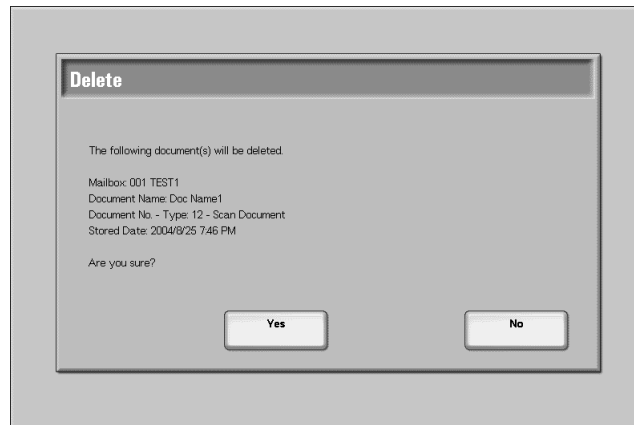 Delete
The following document(s) will be deleted.
Mailbox: 001 TEST1
Document Name: Doc Name1
Document No. - Type: 12 - Scan Document
Stored Date: 2004/8/25 7:46 PM
Are you sure?
Yes
No